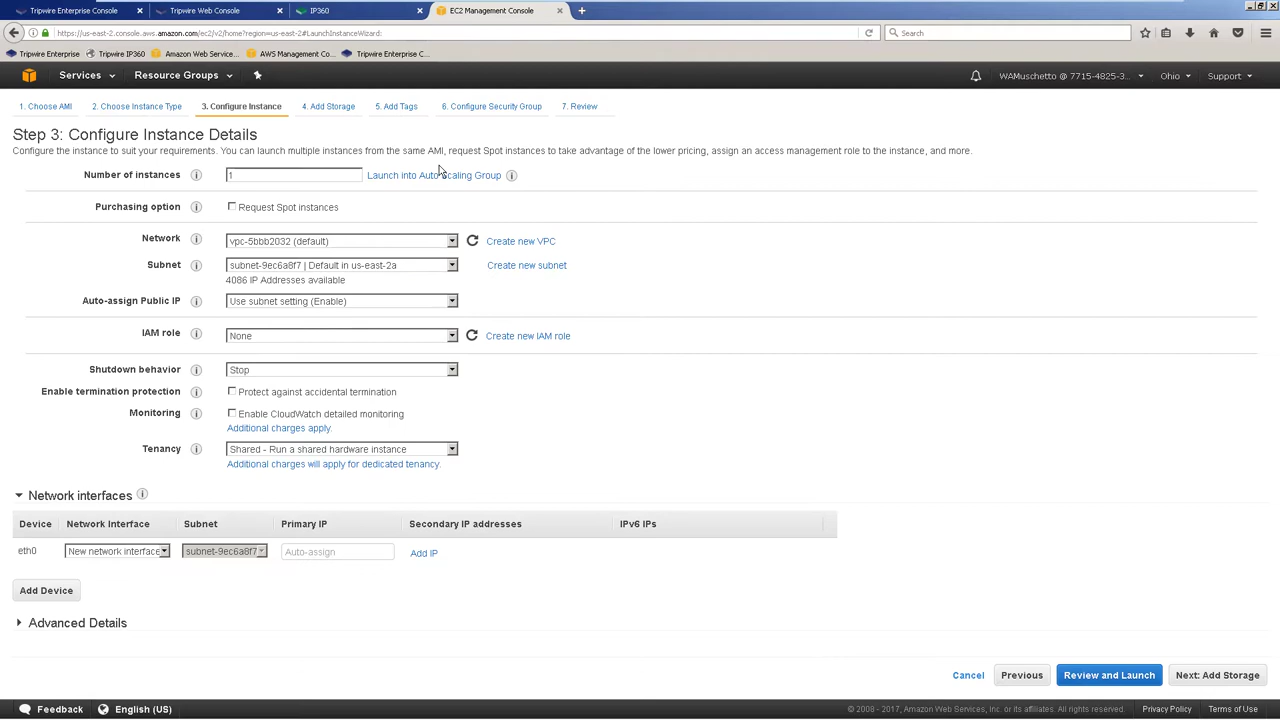 Tripwire Enterprise Console
Tripwire Web Console
IP360
EC2 Management Console
https://us-east-2.console.aws.amazon.com/ec2/v2/home?region=us-east-2#LaunchInstanceWizard:
Search
Tripwire Enterprise
Tripwire IP360
Amazon Web Service...
AWS Management Co...
Tripwire Enterprise C...
Services
Resource Groups
WAMuschetto @ 7715-4825-3...
Ohio
Support
1. Choose AMI
2. Choose Instance Type
3. Configure Instance
4. Add Storage
5. Add Tags
6. Configure Security Group
7. Review
Step 3: Configure Instance Details
Configure the instance to suit your requirements. You can launch multiple instances from the same AMI, request Spot instances to take advantage of the lower pricing, assign an access management role to the instance, and more.
Number of instances
1
Launch into Auto Scaling Group
Purchasing option
Request Spot instances
Network
vpc-5bbb2032 (default)
Create new VPC
Subnet
subnet-9ec6a8f7 | Default in us-east-2a
Create new subnet
4086 IP Addresses available
Auto-assign Public IP
Use subnet setting (Enable)
IAM role
None
Create new IAM role
Shutdown behavior
Stop
Enable termination protection
Protect against accidental termination
Monitoring
Enable CloudWatch detailed monitoring
Additional charges apply.
Tenancy
Shared - Run a shared hardware instance
Additional charges will apply for dedicated tenancy.
Network interfaces
Device
Network Interface
Subnet
Primary IP
Secondary IP addresses
IPv6 IPs
eth0
New network interface
subnet-9ec6a8f7
Auto-assign
Add IP
Add Device
Advanced Details
Cancel
Previous
Review and Launch
Next: Add Storage
Feedback
English (US)
© 2008 - 2017, Amazon Web Services, Inc. or its affiliates. All rights reserved.
Privacy Policy
Terms of Use